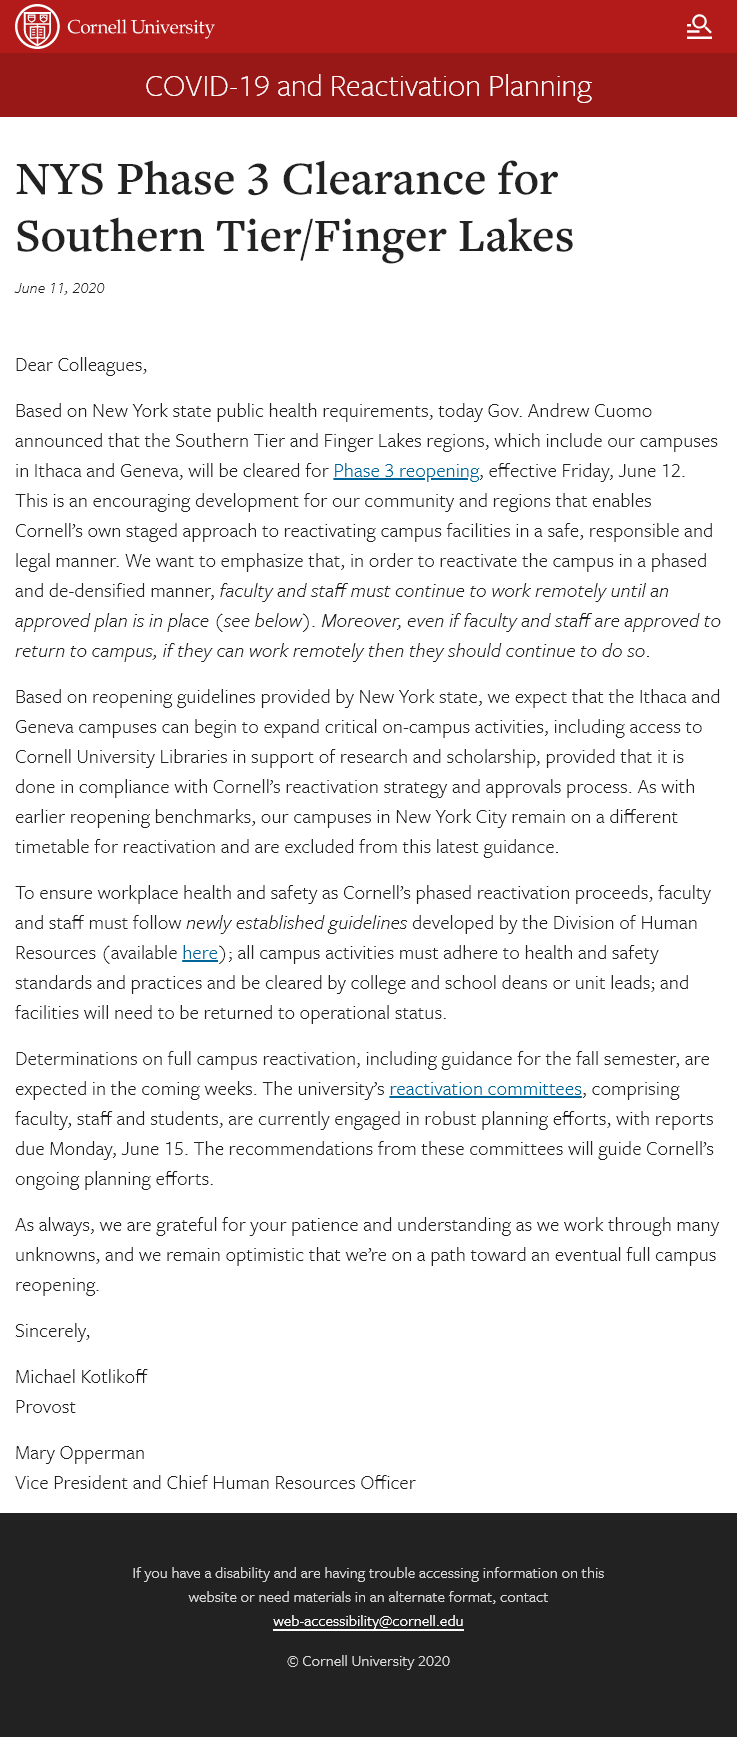 Cornell University
COVID-19 and Reactivation Planning
NYS Phase 3 Clearance for
Southern Tier/Finger Lakes
June 11, 2020
Dear Colleagues,
Based on New York state public health requirements, today Gov. Andrew Cuomo
announced that the Southern Tier and Finger Lakes regions, which include our campuses
in Ithaca and Geneva, will be cleared for Phase 3 reopening, effective Friday, June 12.
This is an encouraging development for our community and regions that enables
Cornell’s own staged approach to reactivating campus facilities in a safe, responsible and
legal manner. We want to emphasize that, in order to reactivate the campus in a phased
and de-densified manner, faculty and staff must continue to work remotely until an
approved plan is in place (see below). Moreover, even if faculty and staff are approved to
return to campus, if they can work remotely then they should continue to do so.
Based on reopening guidelines provided by New York state, we expect that the Ithaca and
Geneva campuses can begin to expand critical on-campus activities, including access to
Cornell University Libraries in support of research and scholarship, provided that it is
done in compliance with Cornell’s reactivation strategy and approvals process. As with
earlier reopening benchmarks, our campuses in New York City remain on a different
timetable for reactivation and are excluded from this latest guidance.
To ensure workplace health and safety as Cornell’s phased reactivation proceeds, faculty
and staff must follow newly established guidelines developed by the Division of Human
Resources (available here); all campus activities must adhere to health and safety
standards and practices and be cleared by college and school deans or unit leads; and
facilities will need to be returned to operational status.
Determinations on full campus reactivation, including guidance for the fall semester, are
expected in the coming weeks. The university’s reactivation committees, comprising
faculty, staff and students, are currently engaged in robust planning efforts, with reports
due Monday, June 15. The recommendations from these committees will guide Cornell’s
ongoing planning efforts.
As always, we are grateful for your patience and understanding as we work through many
unknowns, and we remain optimistic that we’re on a path toward an eventual full campus
reopening.
Sincerely,
Michael Kotlikoff
Provost
Mary Opperman
Vice President and Chief Human Resources Officer
If you have a disability and are having trouble accessing information on this
website or need materials in an alternate format, contact
web-accessibility@cornell.edu
© Cornell University 2020